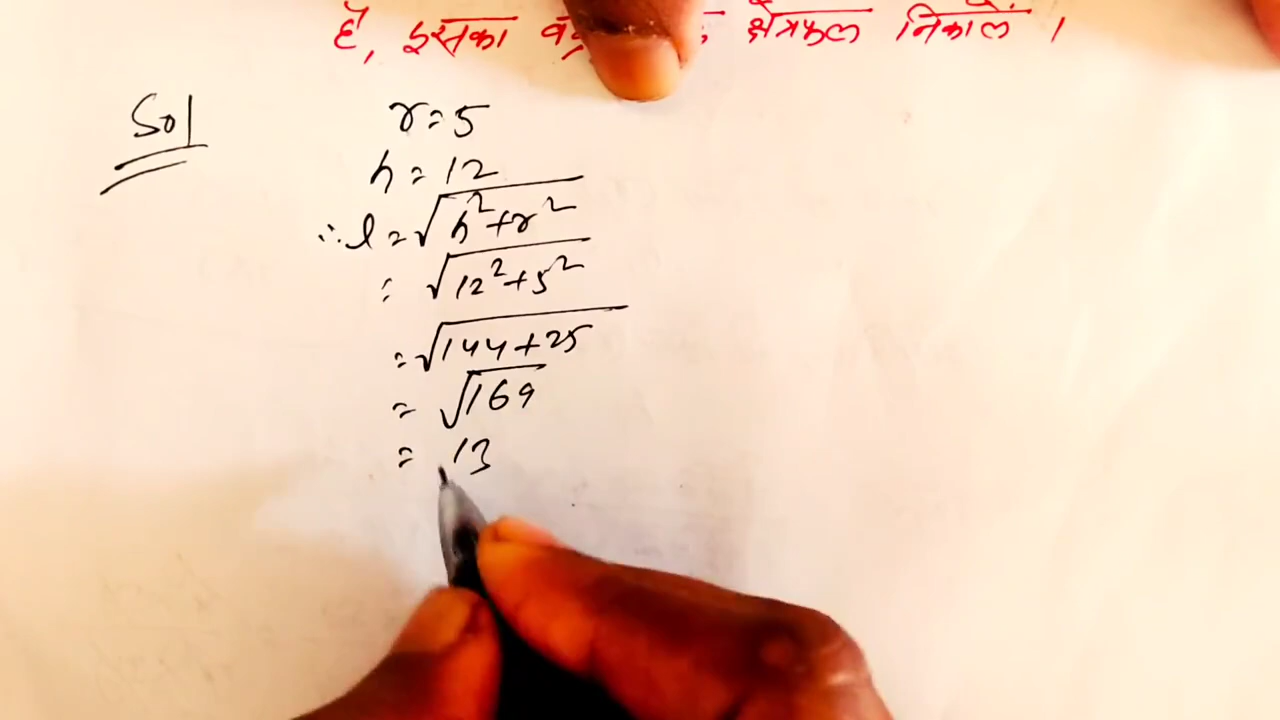 है, इसका क्षेत्रफल निकालें ।
Sol
r = 5
h = 12
∴ l = √h²+r²
= √12²+5²
= √144+25
= √169
= 13